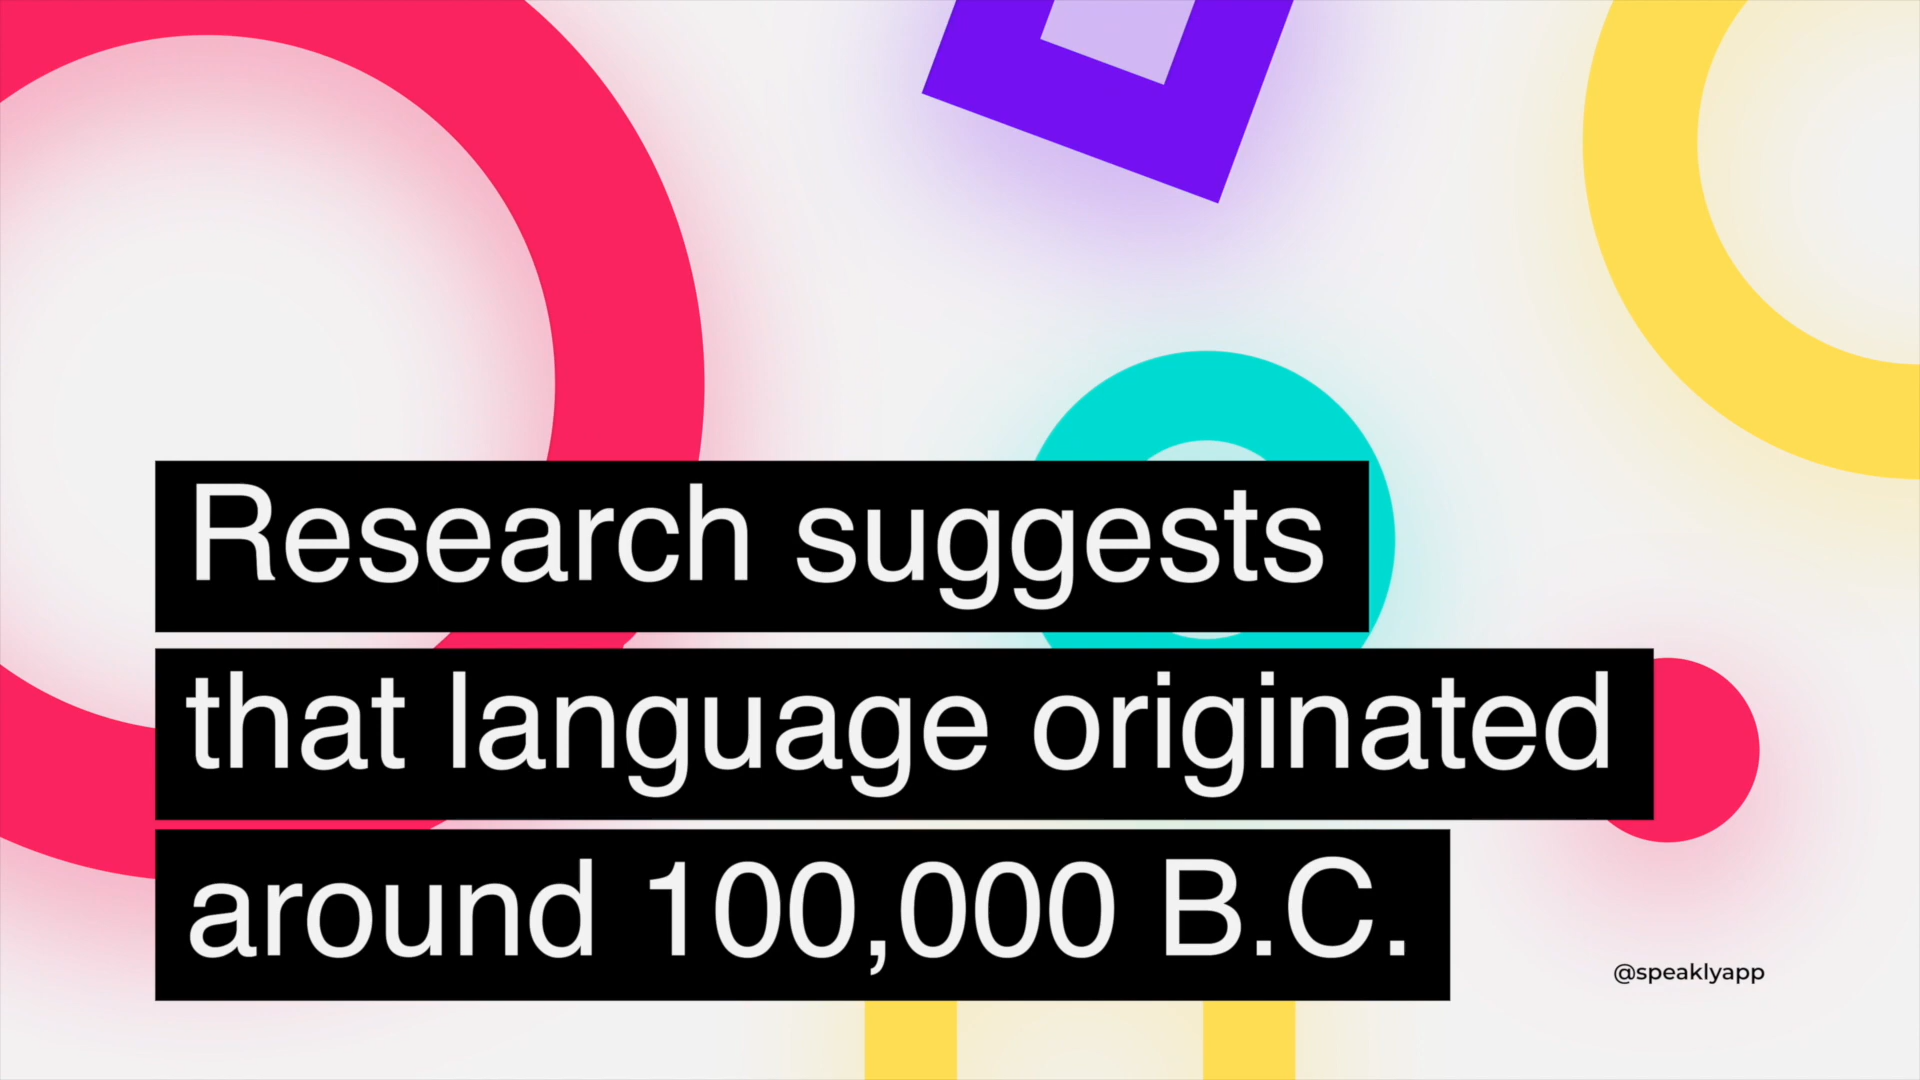 Research suggests
that language originated
around 100,000 B.C.
@speaklyapp